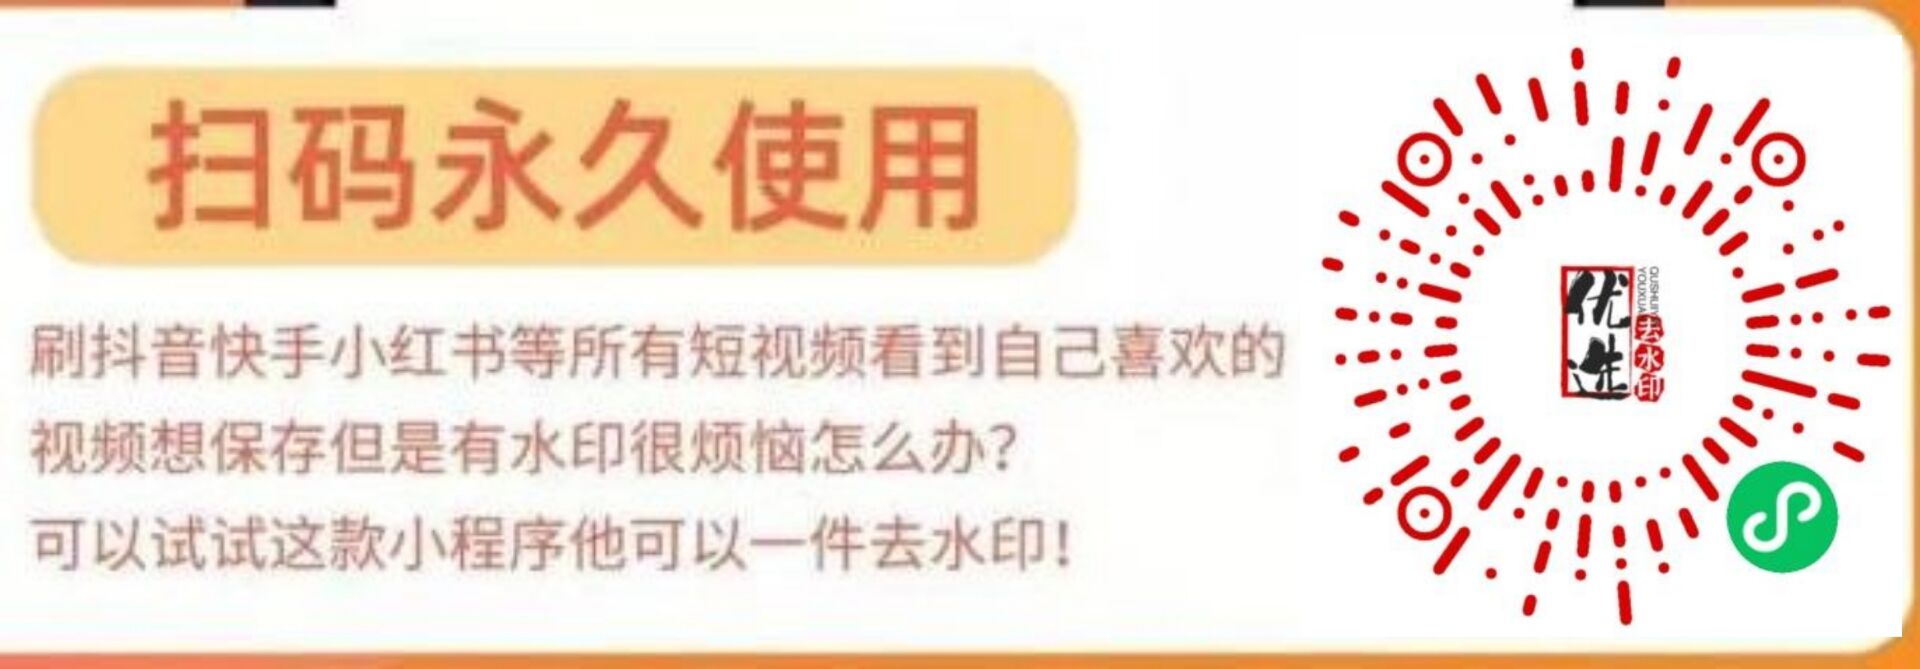 扫码永久使用
刷抖音快手小红书等所有短视频看到自己喜欢的
视频想保存但是有水印很烦恼怎么办？
可以试试这款小程序他可以一件去水印！
优选
去水印